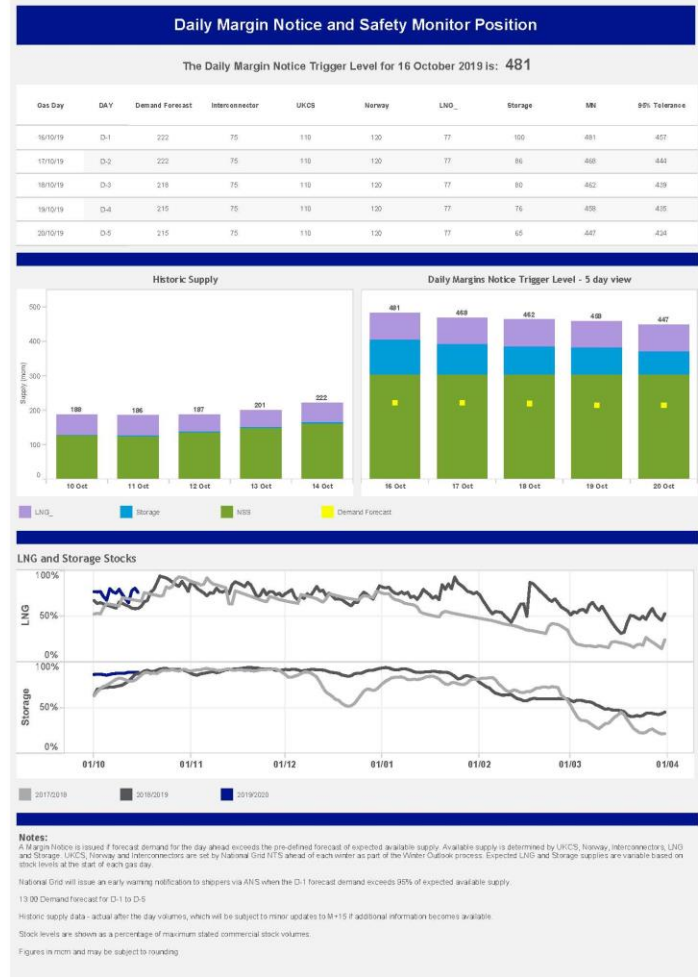 Daily Margin Notice and Safety Monitor Position
The Daily Margin Notice Trigger Level for 16 October 2019 is: 481
Gas Day DAY Demand Forecast Interconnector UKCS Norway LNG_ Storage MN 95% Tolerance
16/10/19 D-1 222 75 110 120 77 100 481 457
17/10/19 D-2 222 75 110 120 77 86 468 444
18/10/19 D-3 218 75 110 120 77 80 462 439
19/10/19 D-4 215 75 110 120 77 76 458 435
20/10/19 D-5 215 75 110 120 77 65 447 424
Historic Supply
Supply (mcm)
500
400
300
200
100
0
188 186 187 201 222
10 Oct 11 Oct 12 Oct 13 Oct 14 Oct
Daily Margins Notice Trigger Level - 5 day view
481 468 462 458 447
16 Oct 17 Oct 18 Oct 19 Oct 20 Oct
LNG_ Storage NSS Demand Forecast
LNG and Storage Stocks
LNG
100%
50%
0%
Storage
100%
50%
0%
01/10 01/11 01/12 01/01 01/02 01/03 01/04
2017/2018 2018/2019 2019/2020
Notes:
A Margin Notice is issued if forecast demand for the day ahead exceeds the pre-defined forecast of expected available supply. Available supply is determined by UKCS, Norway, Interconnectors, LNG
and Storage. UKCS, Norway and Interconnectors are set by National Grid NTS ahead of each winter as part of the Winter Outlook process. Expected LNG and Storage supplies are variable based on
stock levels at the start of each gas day.
National Grid will issue an early warning notification to shippers via ANS when the D-1 forecast demand exceeds 95% of expected available supply.
13:00 Demand forecast for D-1 to D-5
Historic supply data - actual after the day volumes, which will be subject to minor updates to M+15 if additional information becomes available.
Stock levels are shown as a percentage of maximum stated commercial stock volumes.
Figures in mcm and may be subject to rounding